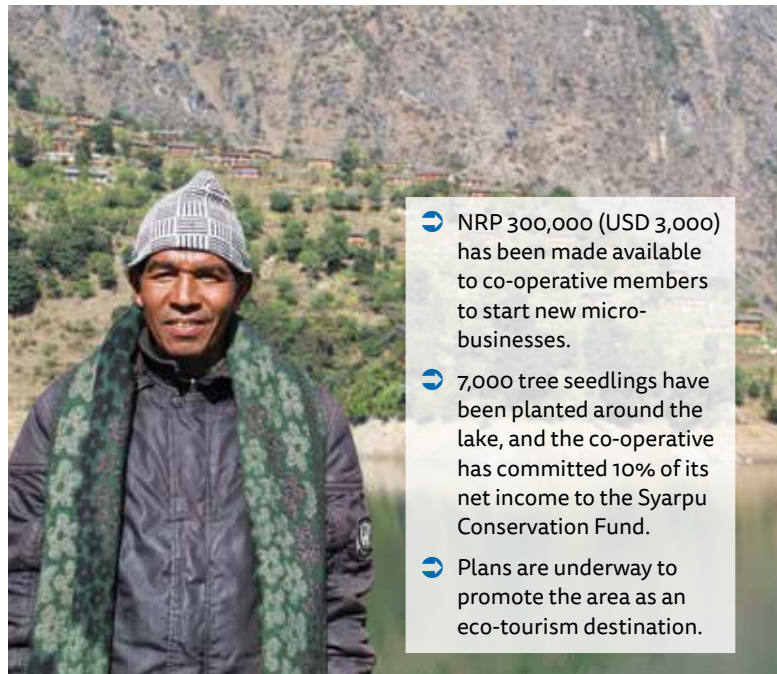 NRP 300,000 (USD 3,000)
has been made available
to co-operative members
to start new micro-
businesses.
7,000 tree seedlings have
been planted around the
lake, and the co-operative
has committed 10% of its
net income to the Syarpu
Conservation Fund.
Plans are underway to
promote the area as an
eco-tourism destination.